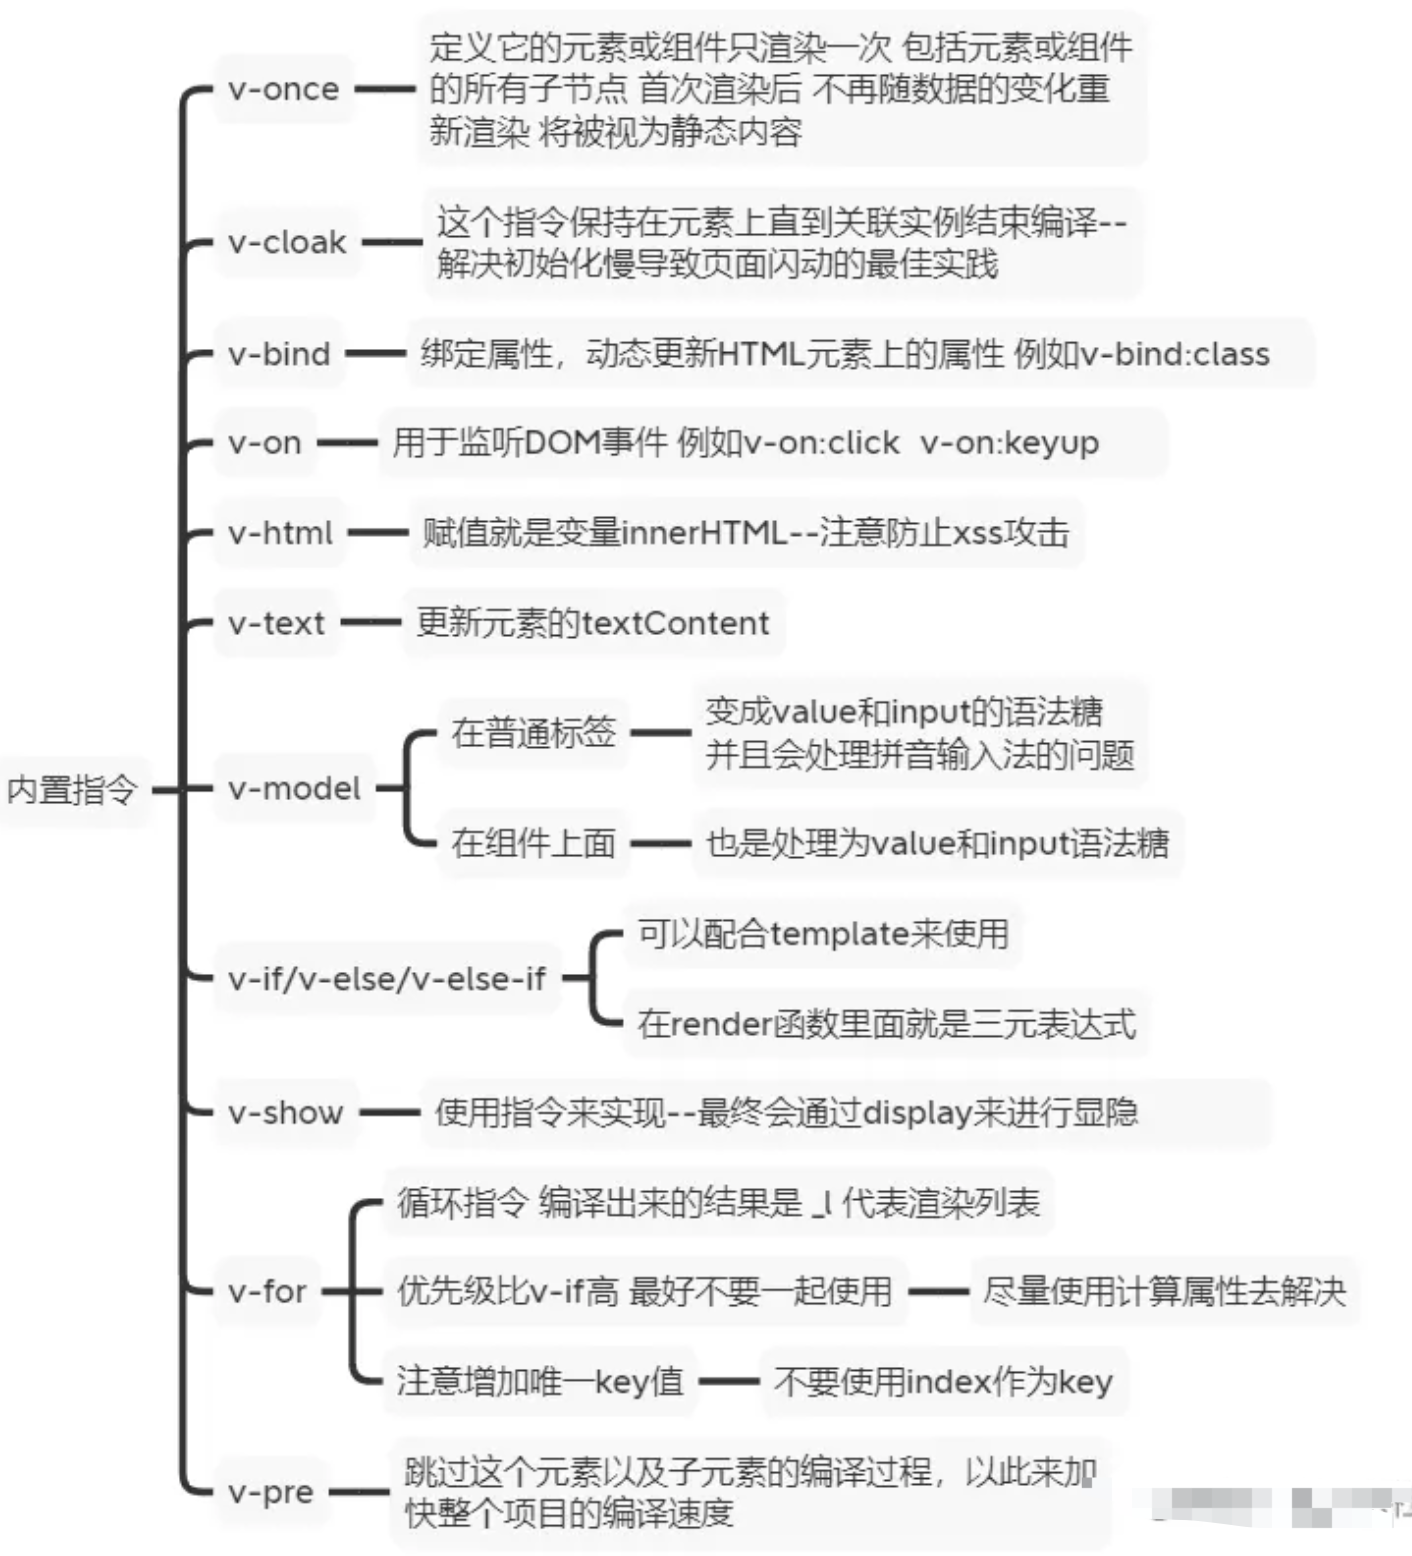 v-once
定义它的元素或组件只渲染一次 包括元素或组件
的所有子节点 首次渲染后 不再随数据的变化重
新渲染 将被视为静态内容
v-cloak
这个指令保持在元素上直到关联实例结束编译--
解决初始化慢导致页面闪动的最佳实践
v-bind
绑定属性，动态更新HTML元素上的属性 例如v-bind:class
v-on
用于监听DOM事件 例如v-on:click v-on:keyup
v-html
赋值就是变量innerHTML--注意防止xss攻击
v-text
更新元素的textContent
内置指令
v-model
在普通标签
变成value和input的语法糖
并且会处理拼音输入法的问题
在组件上面
也是处理为value和input语法糖
v-if/v-else/v-else-if
可以配合template来使用
在render函数里面就是三元表达式
v-show
使用指令来实现--最终会通过display来进行显隐
v-for
循环指令 编译出来的结果是 _l 代表渲染列表
优先级比v-if高 最好不要一起使用
尽量使用计算属性去解决
注意增加唯一key值
不要使用index作为key
v-pre
跳过这个元素以及子元素的编译过程，以此来加
快整个项目的编译速度